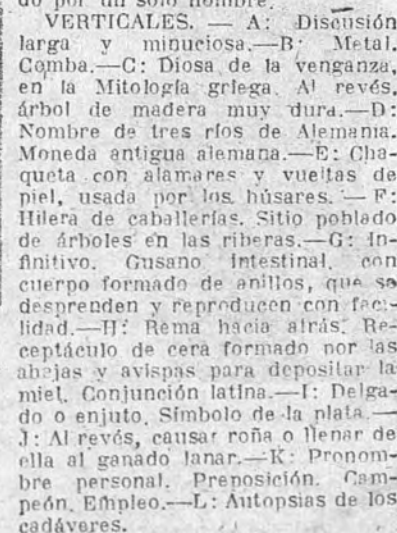 do por un solo nombre.
VERTICALES. — A: Discusión
larga y minuciosa.—B: Metal.
Comba.—C: Diosa de la venganza,
en la Mitología griega. Al revés,
árbol de madera muy dura.—D:
Nombre de tres ríos de Alemania.
Moneda antigua alemana.—E: Cha-
queta con alamares y vueltas de
piel, usada por los húsares. — F:
Hilera de caballerías. Sitio poblado
de árboles en las riberas.—G: In-
finitivo. Gusano intestinal, con
cuerpo formado de anillos, que se
desprenden y reproducen con faci-
lidad.—H: Rema hacia atrás. Re-
ceptáculo de cera formado por las
abejas y avispas para depositar la
miel. Conjunción latina.—I: Delga-
do o enjuto. Símbolo de la plata.—
J: Al revés, causar roña o llenar de
ella al ganado lanar.—K: Pronom-
bre personal. Preposición. Cam-
peón. Empleo.—L: Autopsias de los
cadáveres.